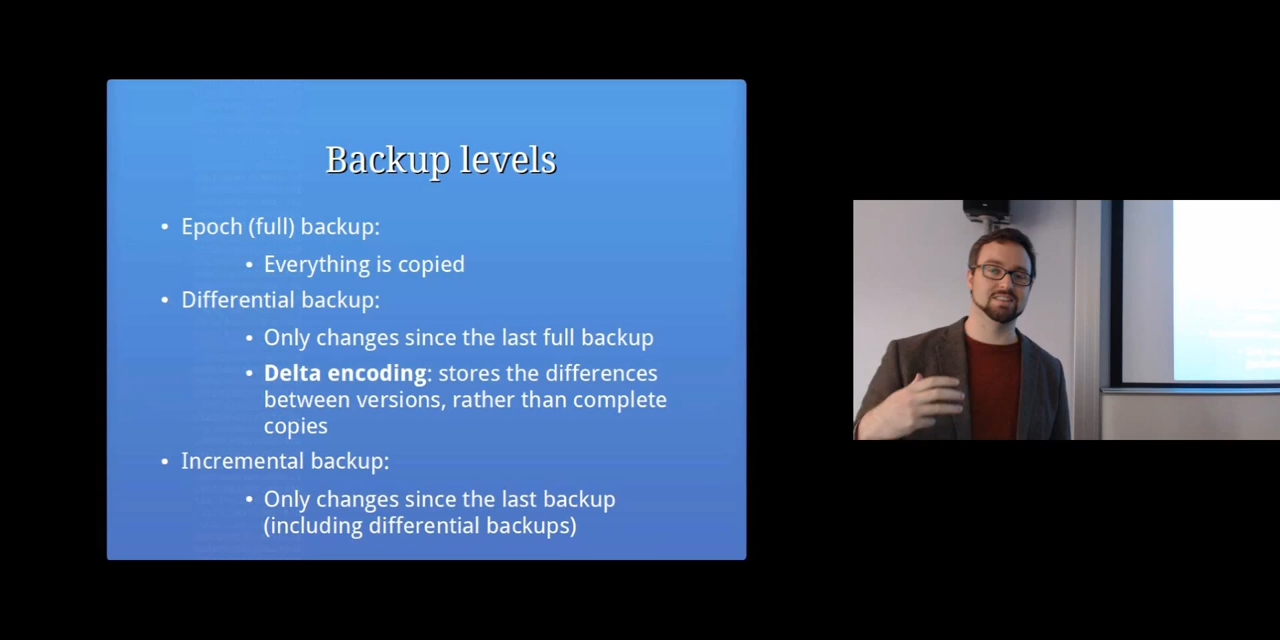 Backup levels
• Epoch (full) backup:
• Everything is copied
• Differential backup:
• Only changes since the last full backup
• Delta encoding: stores the differences
between versions, rather than complete
copies
• Incremental backup:
• Only changes since the last backup
(including differential backups)